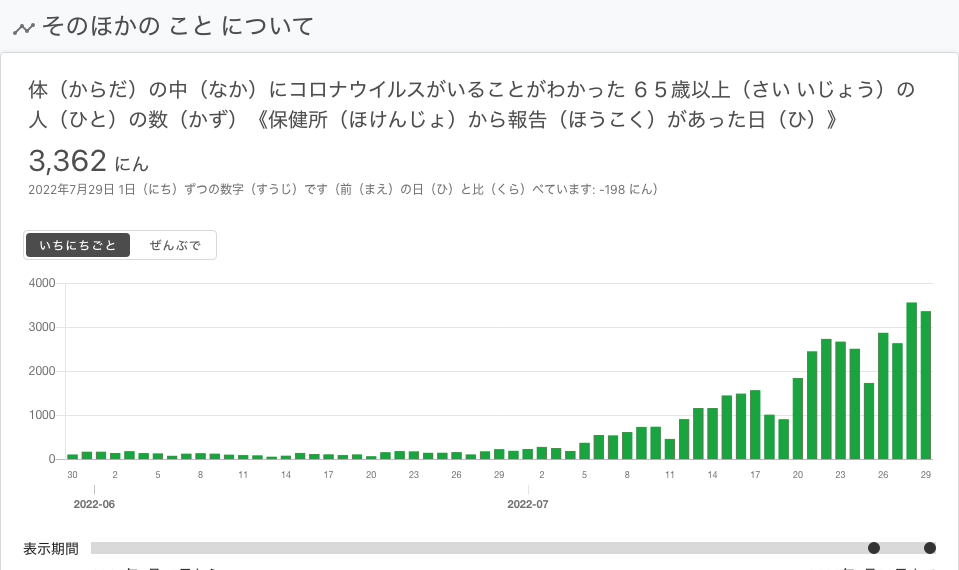 そのほかの こと について
体（からだ）の中（なか）にコロナウイルスがいることがわかった ６５歳以上（さい いじょう）の
人（ひと）の数（かず）《保健所（ほけんじょ）から報告（ほうこく）があった日（ひ）》
3,362 にん
2022年7月29日 1日（にち）ずつの数字（すうじ）です（前（まえ）の日（ひ）と比（くら）べています: -198 にん）
いちにちごと ぜんぶで
4000
3000
2000
1000
0
30 2 5 8 11 14 17 20 23 26 29 2 5 8 11 14 17 20 23 26 29
2022-06 2022-07
表示期間